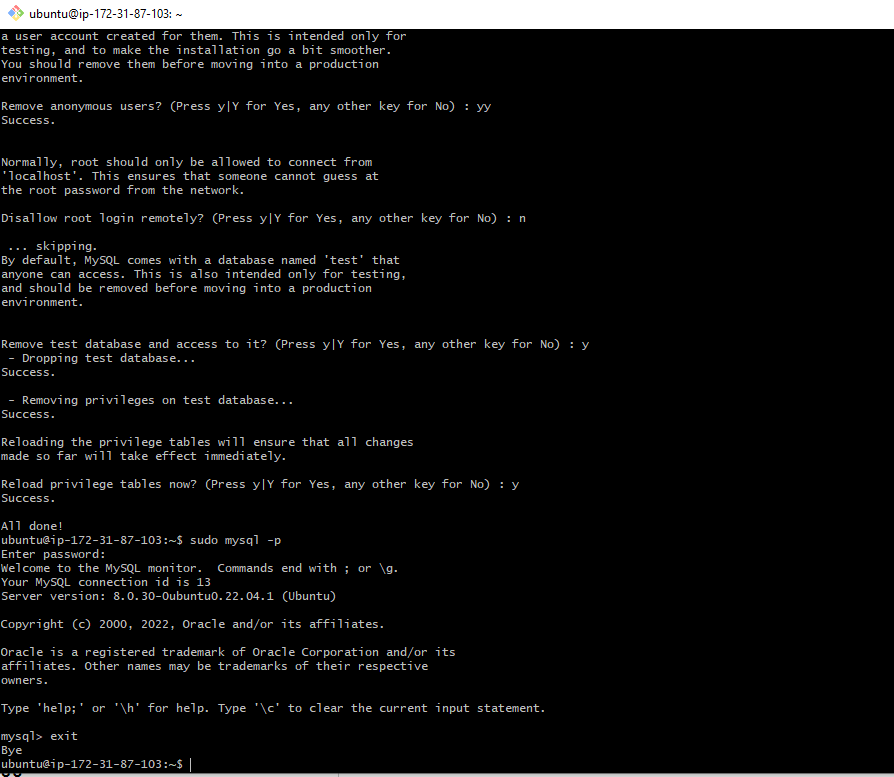 ubuntu@ip-172-31-87-103: ~
a user account created for them. This is intended only for
testing, and to make the installation go a bit smoother.
You should remove them before moving into a production
environment.
Remove anonymous users? (Press y|Y for Yes, any other key for No) : yy
Success.
Normally, root should only be allowed to connect from
'localhost'. This ensures that someone cannot guess at
the root password from the network.
Disallow root login remotely? (Press y|Y for Yes, any other key for No) : n
... skipping.
By default, MySQL comes with a database named 'test' that
anyone can access. This is also intended only for testing,
and should be removed before moving into a production
environment.
Remove test database and access to it? (Press y|Y for Yes, any other key for No) : y
- Dropping test database...
Success.
- Removing privileges on test database...
Success.
Reloading the privilege tables will ensure that all changes
made so far will take effect immediately.
Reload privilege tables now? (Press y|Y for Yes, any other key for No) : y
Success.
All done!
ubuntu@ip-172-31-87-103:~$ sudo mysql -p
Enter password:
Welcome to the MySQL monitor.  Commands end with ; or \g.
Your MySQL connection id is 13
Server version: 8.0.30-0ubuntu0.22.04.1 (Ubuntu)
Copyright (c) 2000, 2022, Oracle and/or its affiliates.
Oracle is a registered trademark of Oracle Corporation and/or its
affiliates. Other names may be trademarks of their respective
owners.
Type 'help;' or '\h' for help. Type '\c' to clear the current input statement.
mysql> exit
Bye
ubuntu@ip-172-31-87-103:~$